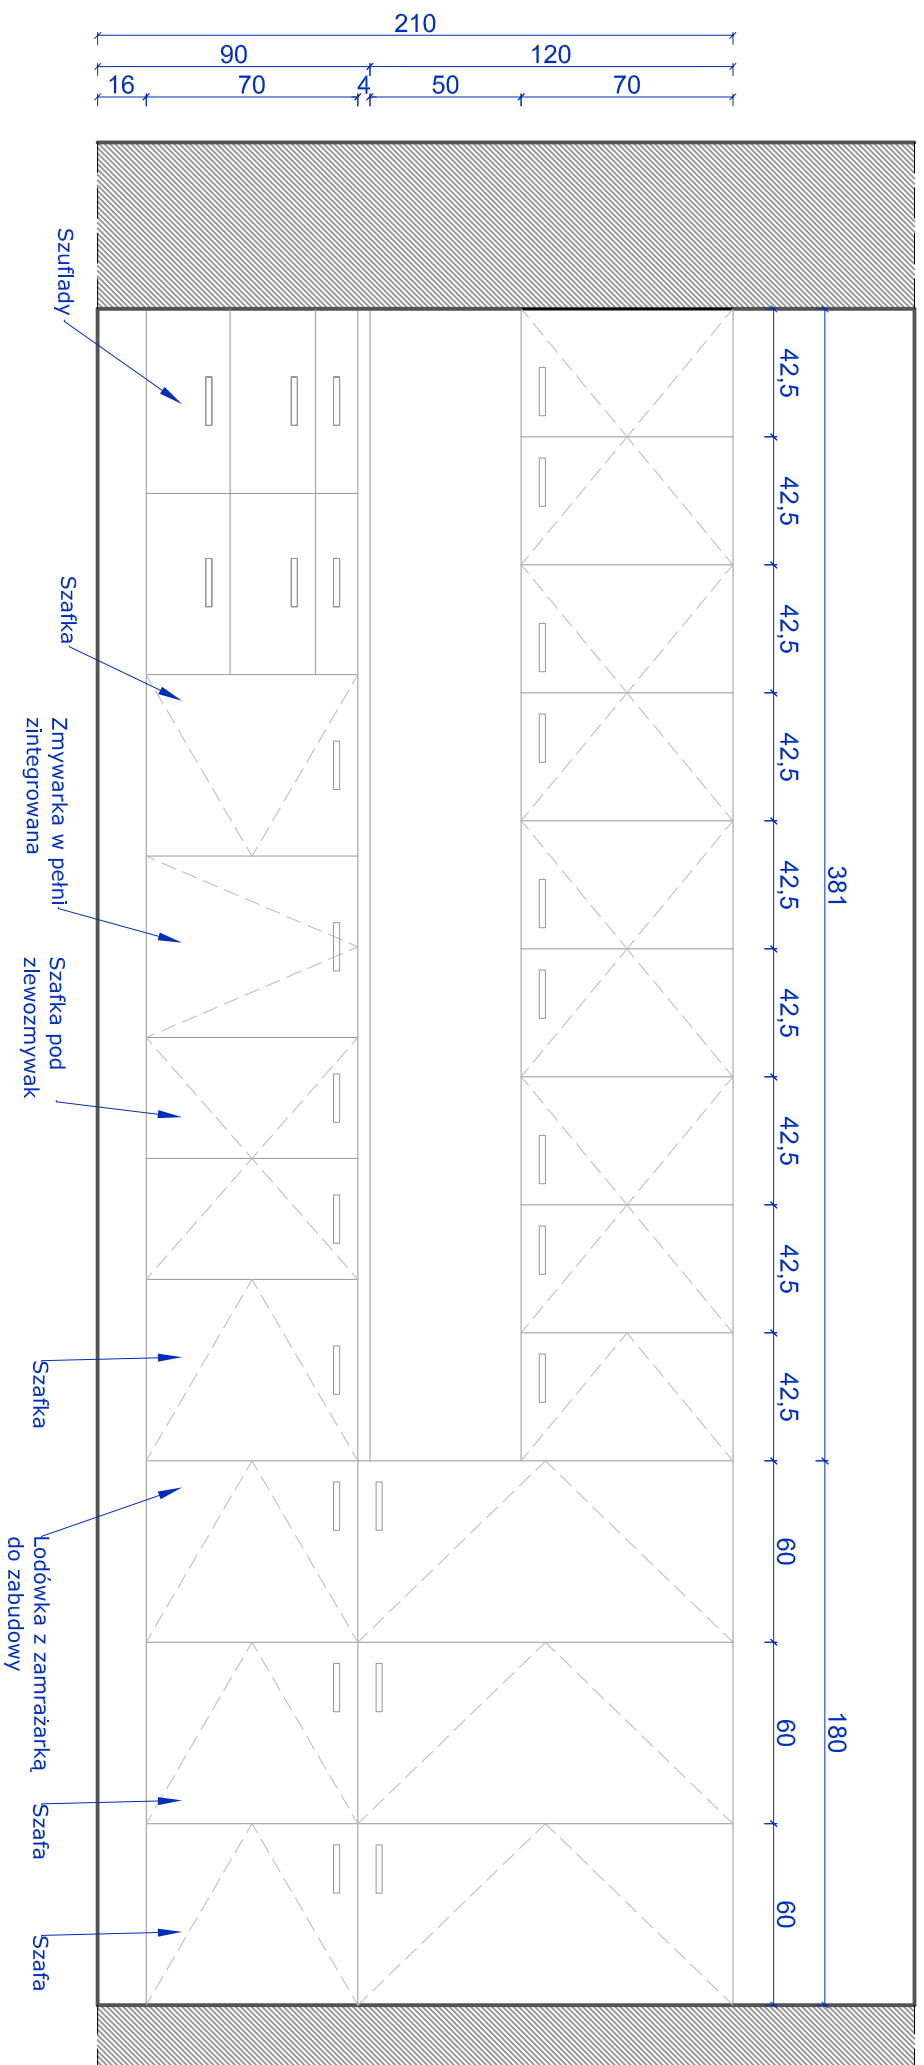 210
90
120
16
70
4
50
70
42,5
42,5
42,5
42,5
42,5
42,5
42,5
42,5
42,5
60
60
60
381
180
Szuflady
Szafka
Zmywarka w pełni
zintegrowana
Szafka pod
zlewozmywak
Szafka
Lodówka z zamrażarką
do zabudowy
Szafa
Szafa